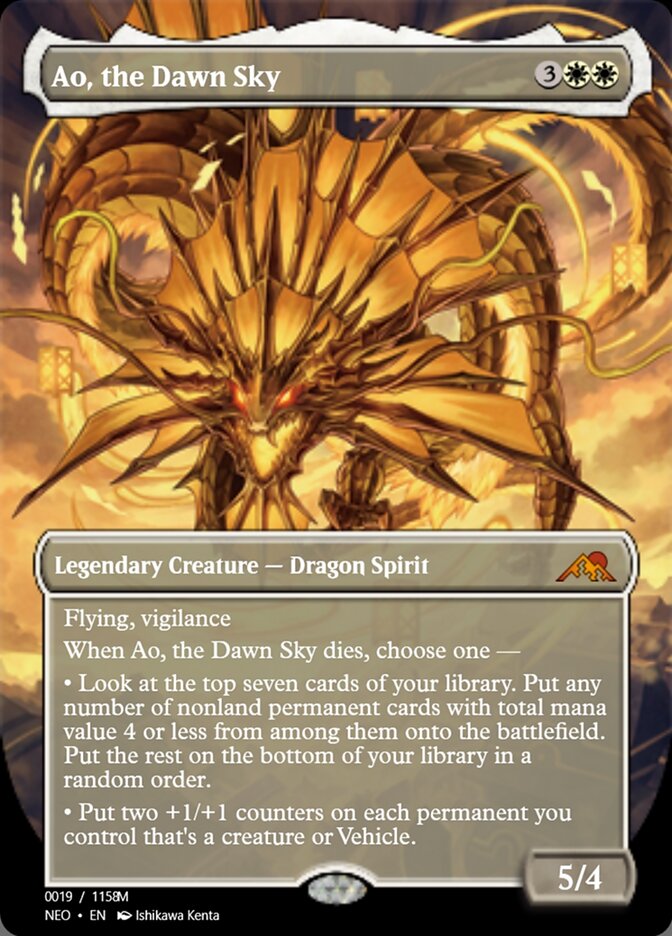 Ao, the Dawn Sky 3
Legendary Creature — Dragon Spirit
Flying, vigilance
When Ao, the Dawn Sky dies, choose one —
• Look at the top seven cards of your library. Put any
number of nonland permanent cards with total mana
value 4 or less from among them onto the battlefield.
Put the rest on the bottom of your library in a
random order.
• Put two +1/+1 counters on each permanent you
control that's a creature or Vehicle.
5/4
0019 / 1158M
NEO • EN Ishikawa Kenta